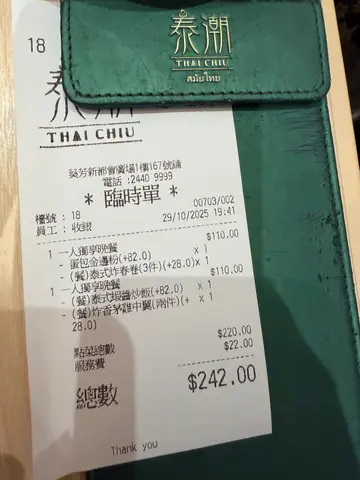 18
泰潮
THAI CHIU
สมัยไทย
THAI CHIU
葵芳新都會廣場1樓167號舖
電話 :2440 9999
* 臨時單 *
00703/002
檯號 : 18
29/10/2025 19:41
員工 : 收銀
1 一人獨享晚餐 $110.00
- 蛋包金邊粉(+82.0) x 1
- (餐)泰式炸春卷(3件)(+28.0)x 1
1 一人獨享晚餐 $110.00
- (餐)泰式蝦醬炒飯(+82.0) x 1
- (餐)炸香茅雞中翼(兩件)(+ x 1
28.0)
點菜總數 $220.00
服務費 $22.00
總數 $242.00
Thank you